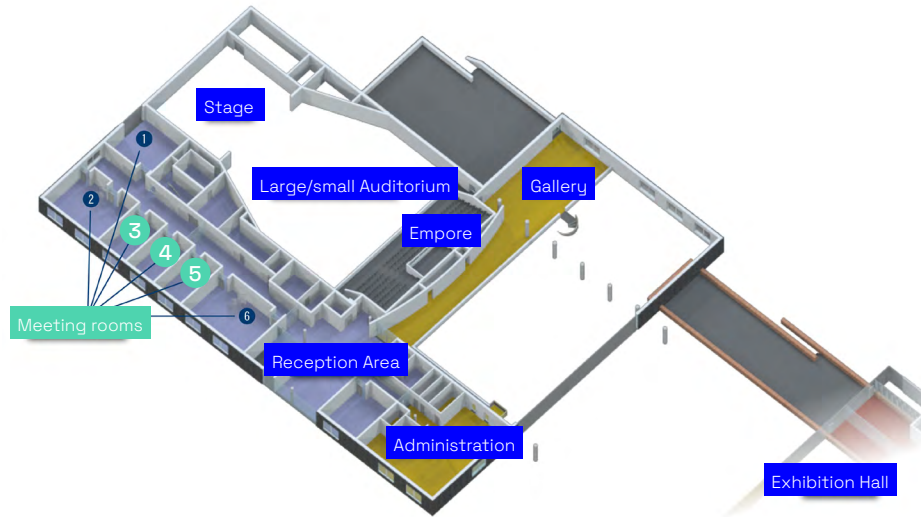 Stage
1
Large/small Auditorium
Gallery
2
3
Empore
4
5
6
Meeting rooms
Reception Area
Administration
Exhibition Hall